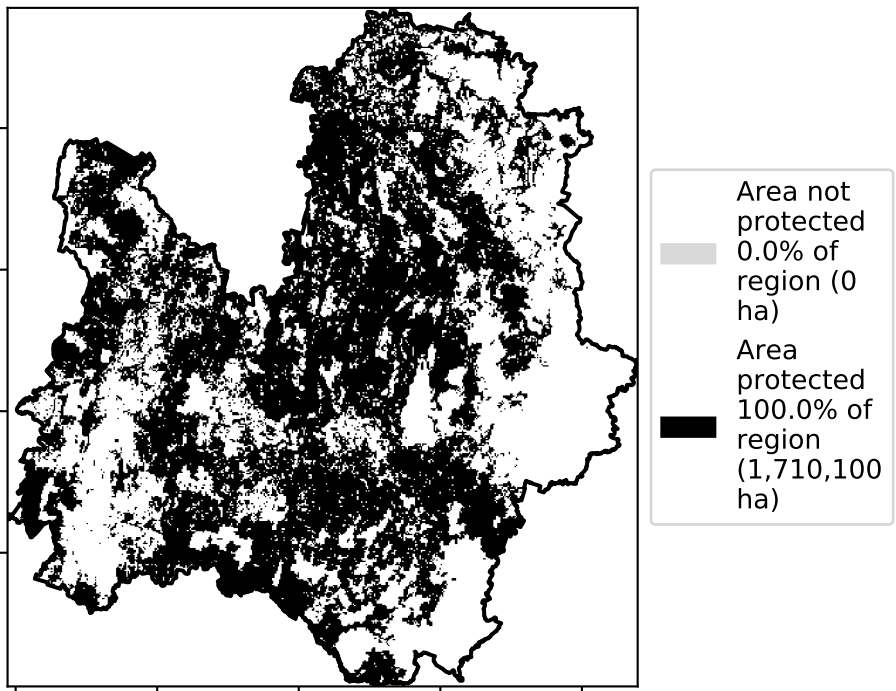 Area not
protected
0.0% of
region (0
ha)
Area
protected
100.0% of
region
(1,710,100
ha)